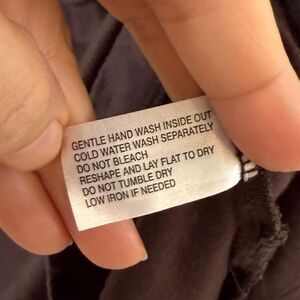 GENTLE HAND WASH INSIDE OUT
COLD WATER WASH SEPARATELY
DO NOT BLEACH
RESHAPE AND LAY FLAT TO DRY
DO NOT TUMBLE DRY
LOW IRON IF NEEDED